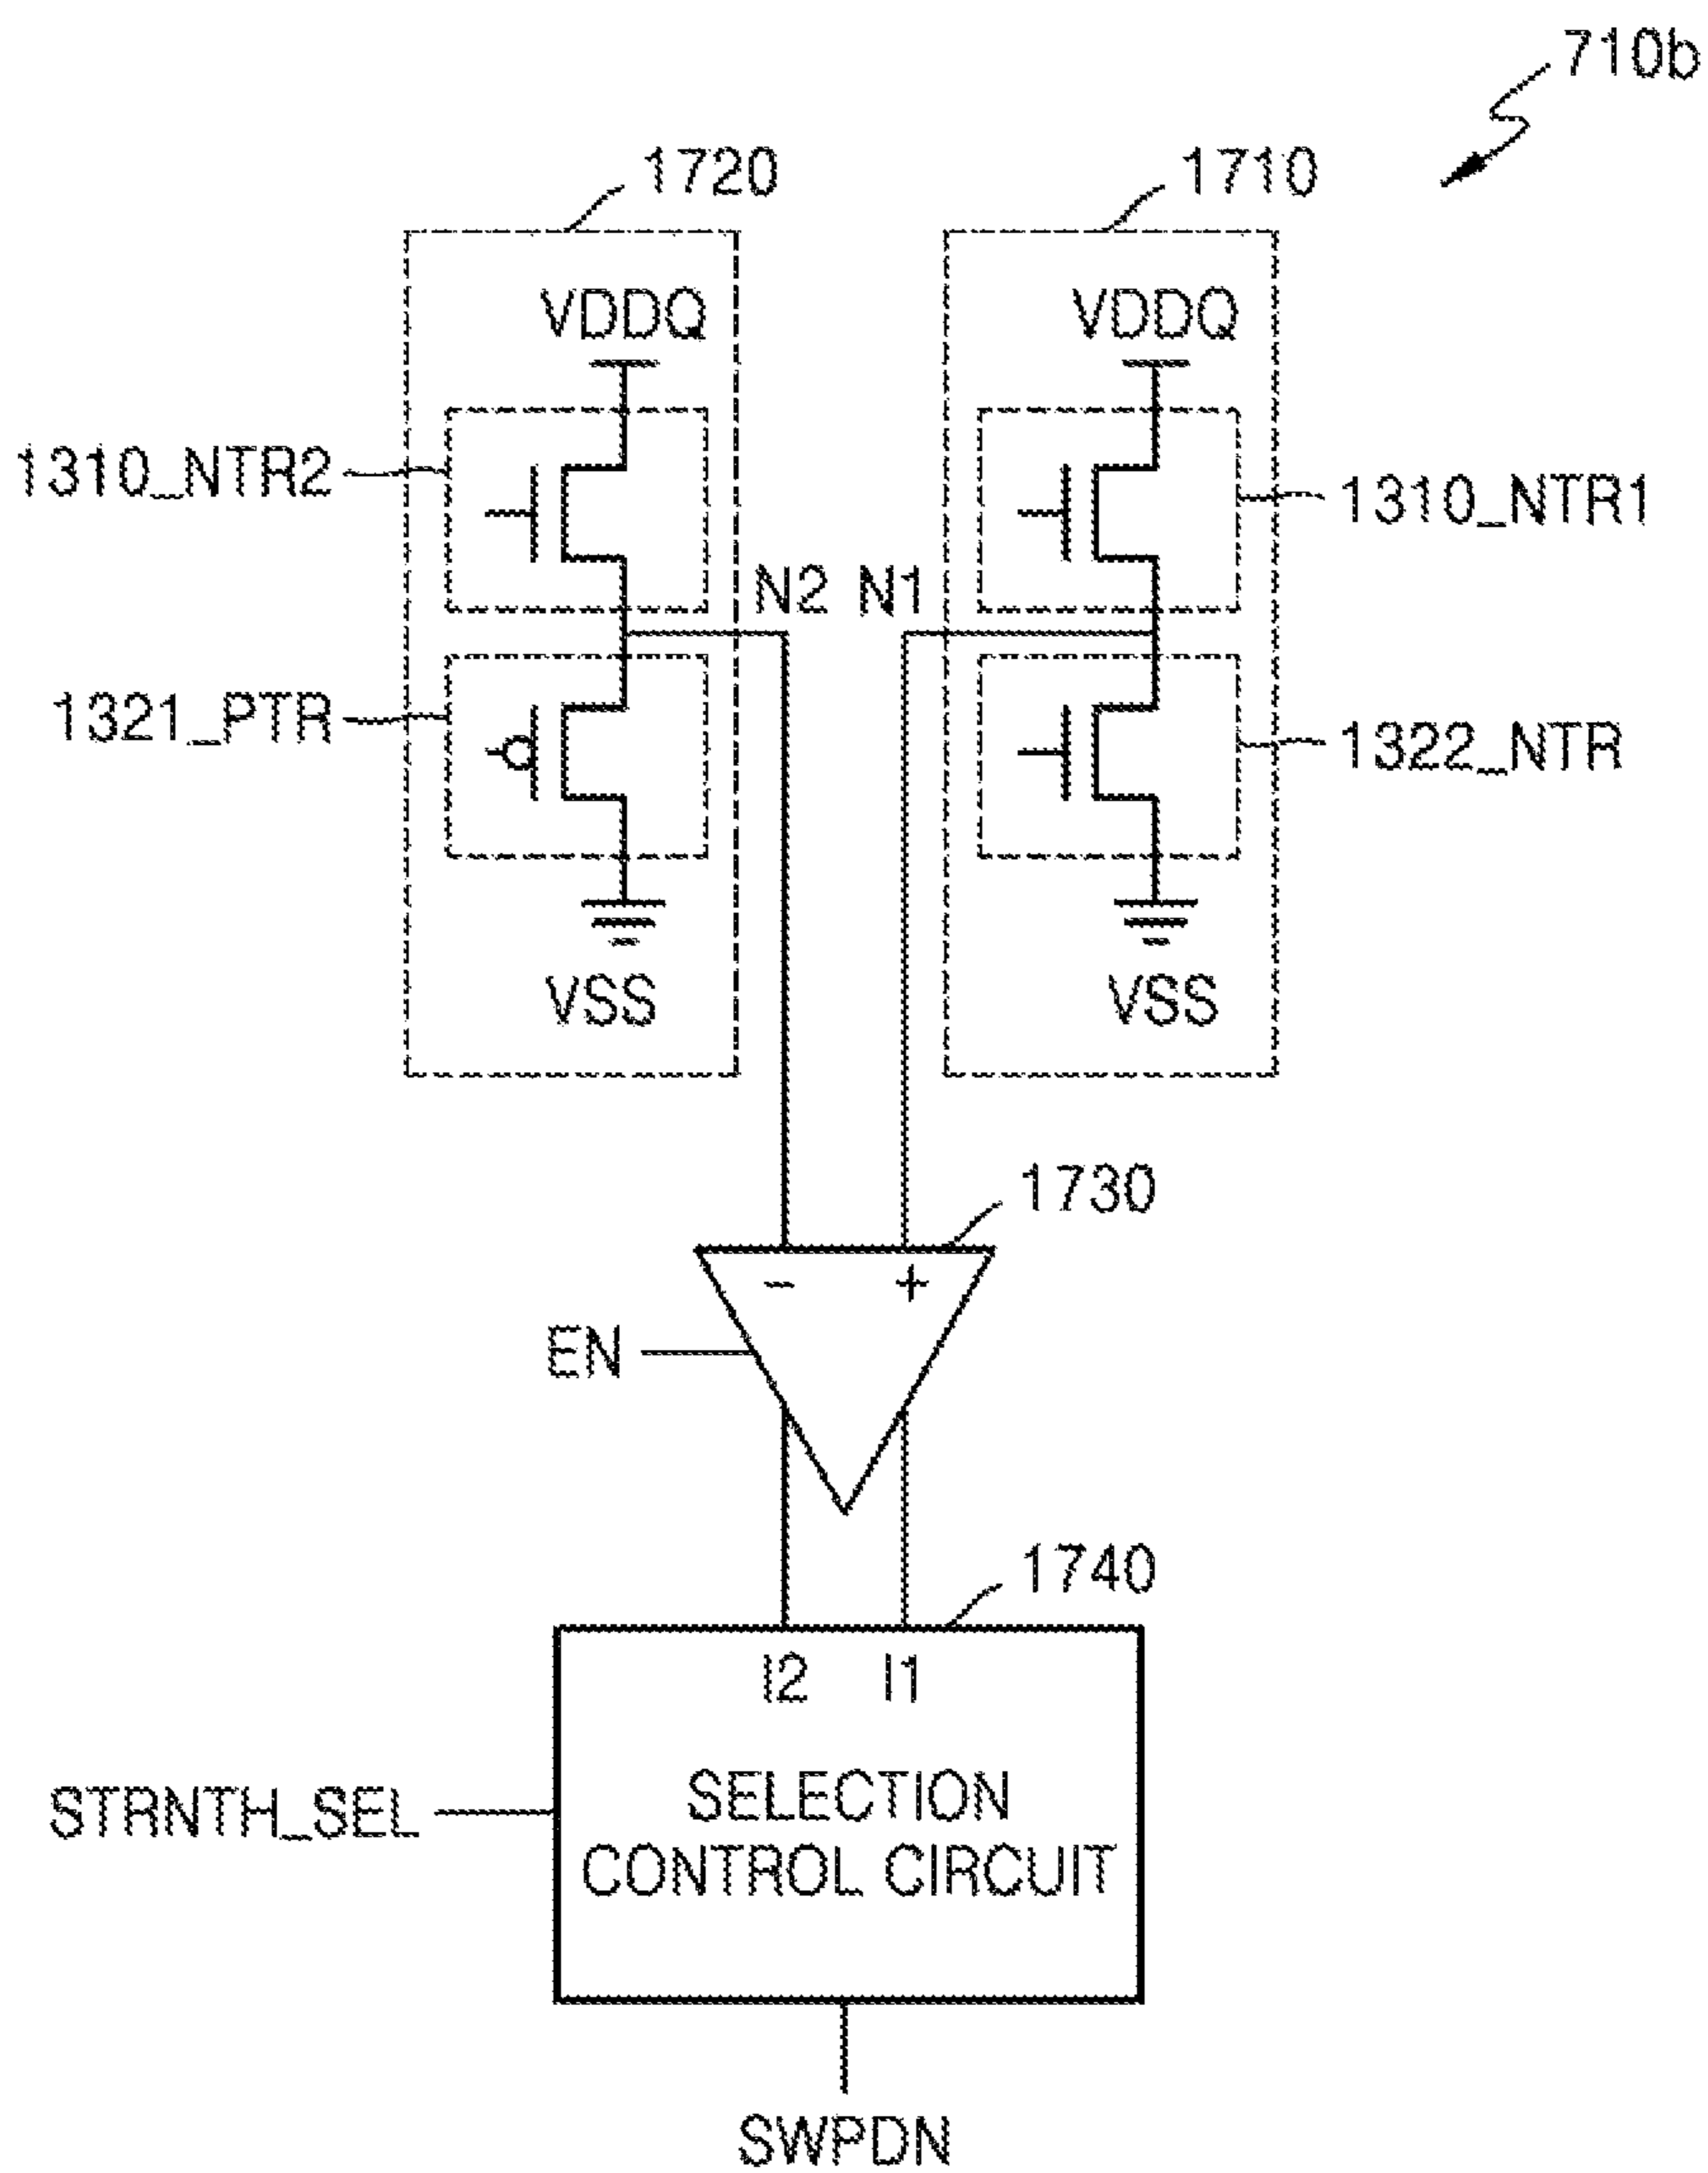 710b
1720
1710
VDDQ
VDDQ
1310_NTR2
1310_NTR1
N2
N1
1321_PTR
1322_NTR
VSS
VSS
1730
-
+
EN
1740
I2
I1
STRNTH_SEL
SELECTION
CONTROL CIRCUIT
SWPDN